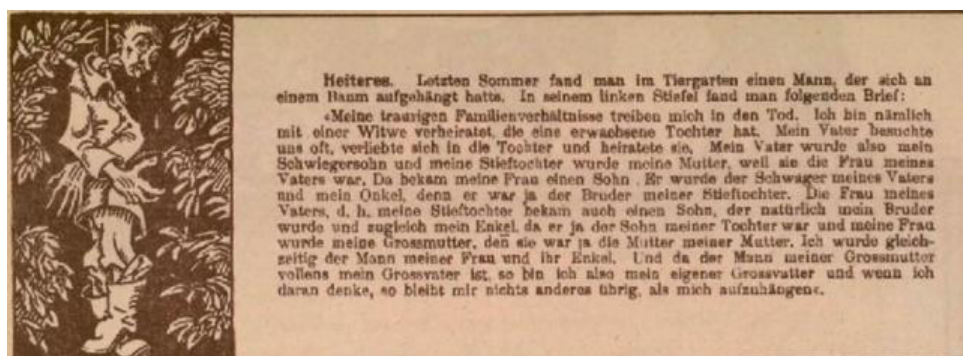 Heiteres. Letzten Sommer fand man im Tiergarten einen Mann, der sich an
einem Baum aufgehängt hatte. In seinem linken Stiefel fand man folgenden Brief:
«Meine traurigen Familienverhältnisse treiben mich in den Tod. Ich bin nämlich
mit einer Witwe verheiratet, die eine erwachsene Tochter hat. Mein Vater besuchte
uns oft, verliebte sich in die Tochter und heiratete sie. Mein Vater wurde also mein
Schwiegersohn und meine Stieftochter wurde meine Mutter, weil sie die Frau meines
Vaters war. Da bekam meine Frau einen Sohn. Er wurde der Schwager meines Vaters
und mein Onkel, denn er war ja der Bruder meiner Stieftochter. Die Frau meines
Vaters, d. h. meine Stieftochter bekam auch einen Sohn, der natürlich mein Bruder
wurde und zugleich mein Enkel, da er ja der Sohn meiner Tochter war und meine Frau
wurde meine Grossmutter, den sie war ja die Mutter meiner Mutter. Ich wurde gleich-
zeitig der Mann meiner Frau und ihr Enkel. Und da der Mann meiner Grossmutter
vollens mein Grossvater ist, so bin ich also mein eigener Grossvatter und wenn ich
daran denke, so bleibt mir nichts anderes übrig, als mich aufzuhängen«.